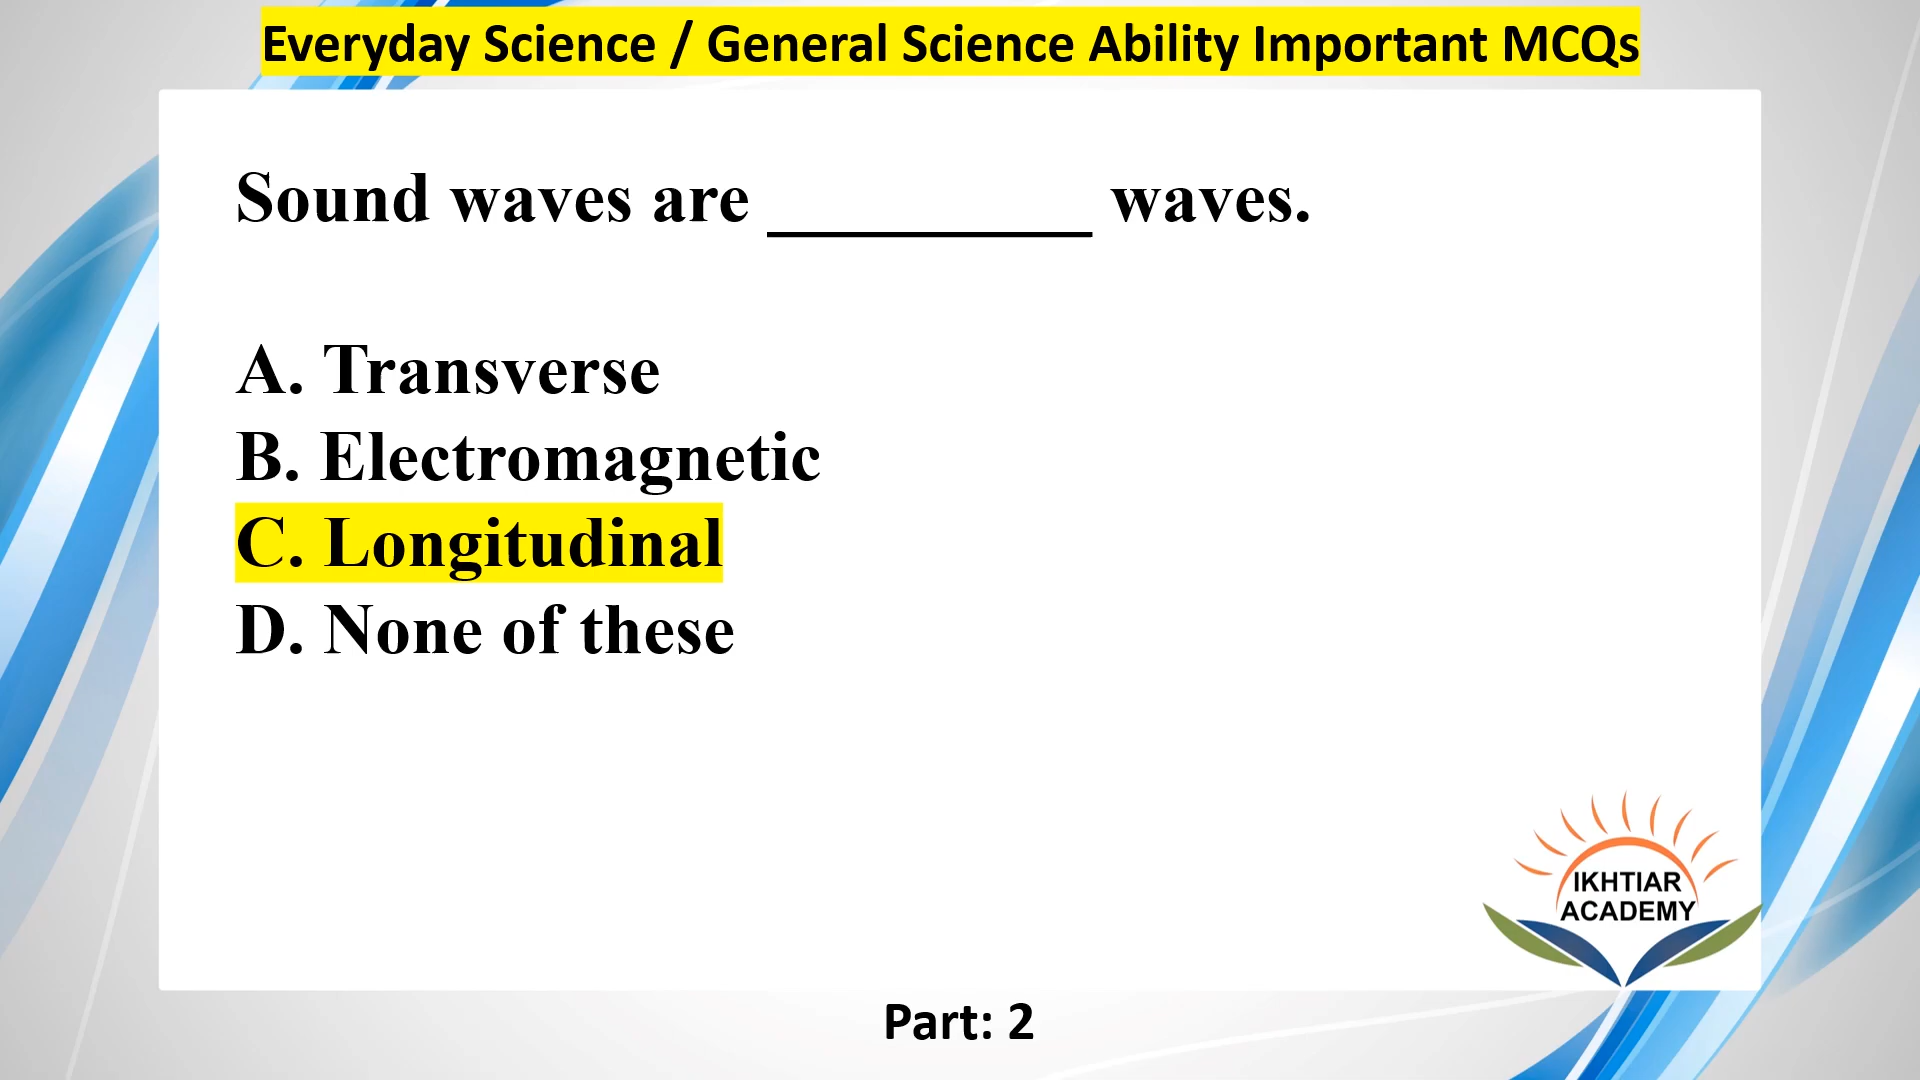 Everyday Science / General Science Ability Important MCQs
Sound waves are __________ waves.
A. Transverse
B. Electromagnetic
C. Longitudinal
D. None of these
IKHTIAR
ACADEMY
Part: 2